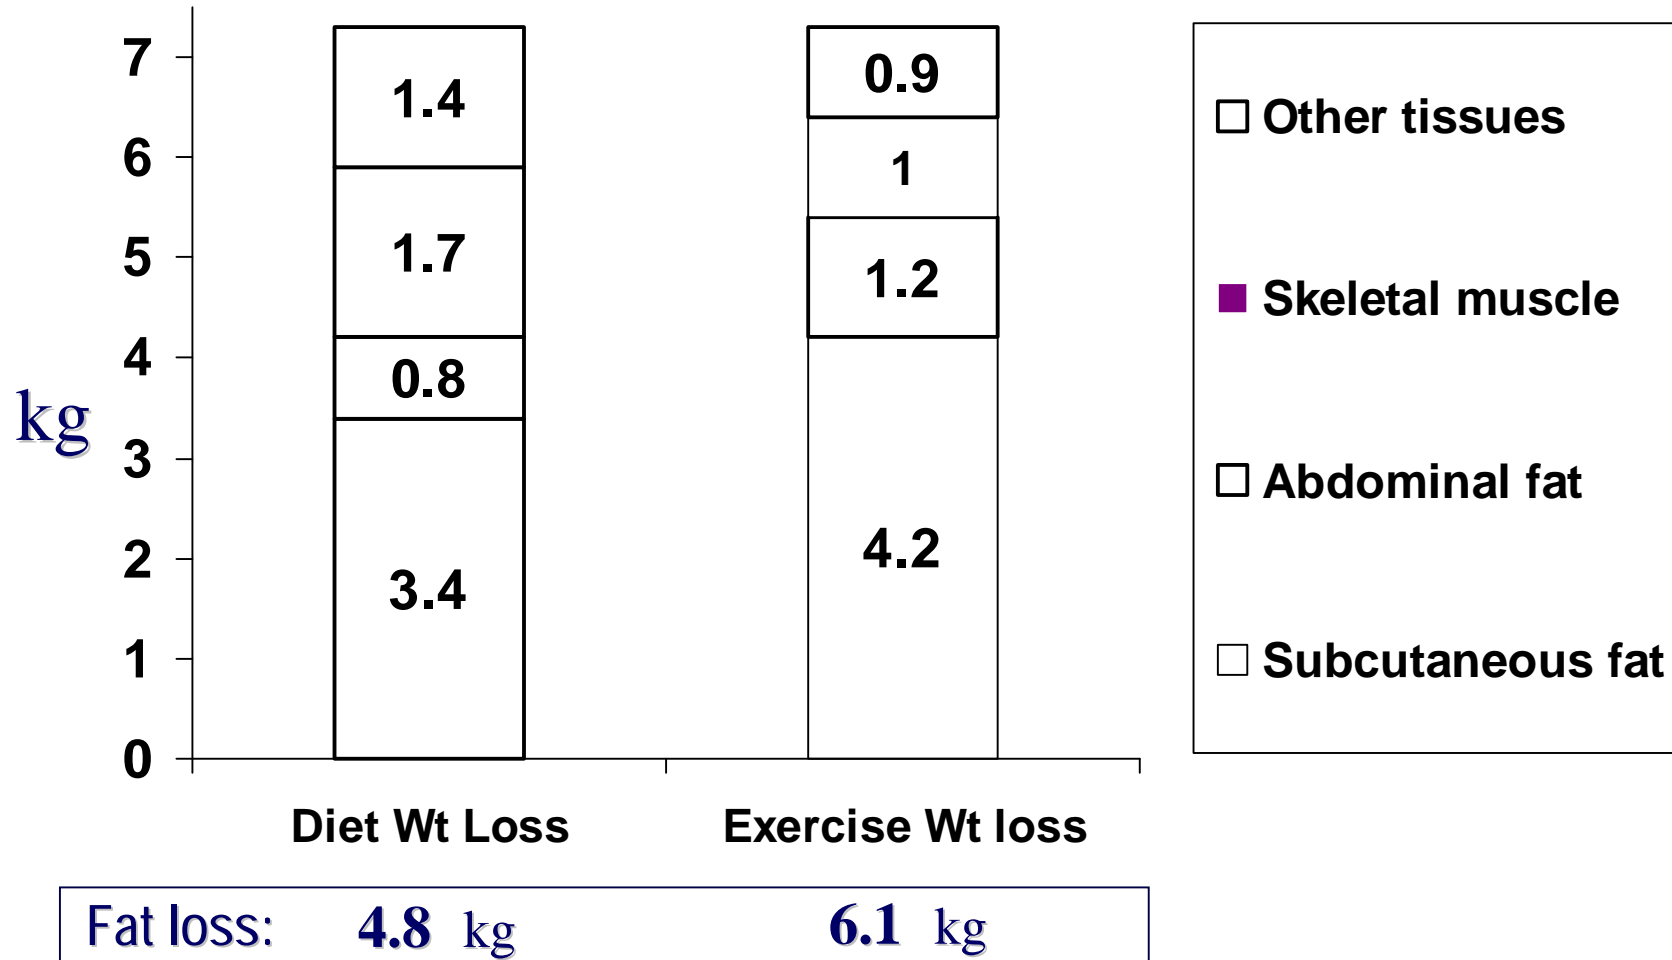 7
6
5
4
3
2
1
0
kg
1.4
1.7
0.8
3.4
0.9
1
1.2
4.2
Diet Wt Loss
Exercise Wt loss
Other tissues
Skeletal muscle
Abdominal fat
Subcutaneous fat
Fat loss: 4.8 kg 6.1 kg